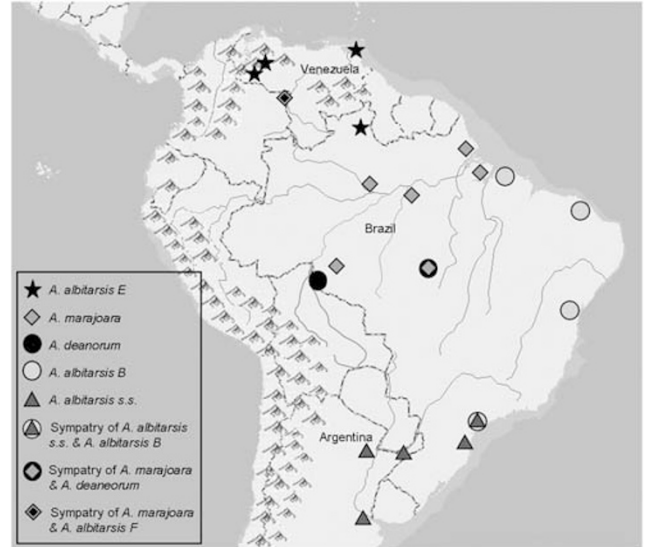 Venezuela
Brazil
Argentina
A. albitarsis E
A. marajoara
A. deanorum
A. albitarsis B
A. albitarsis s.s.
Sympatry of A. albitarsis
s.s. & A. albitarsis B
Sympatry of A. marajoara
& A. deaneorum
Sympatry of A. marajoara
& A. albitarsis F